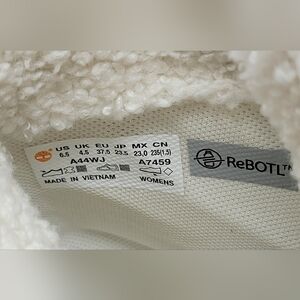 US UK EU JP MX CN
6.5 4.5 37.5 23.5 23.0 235(1.5)
A44WJ A7459
MADE IN VIETNAM WOMENS
ReBOTL™